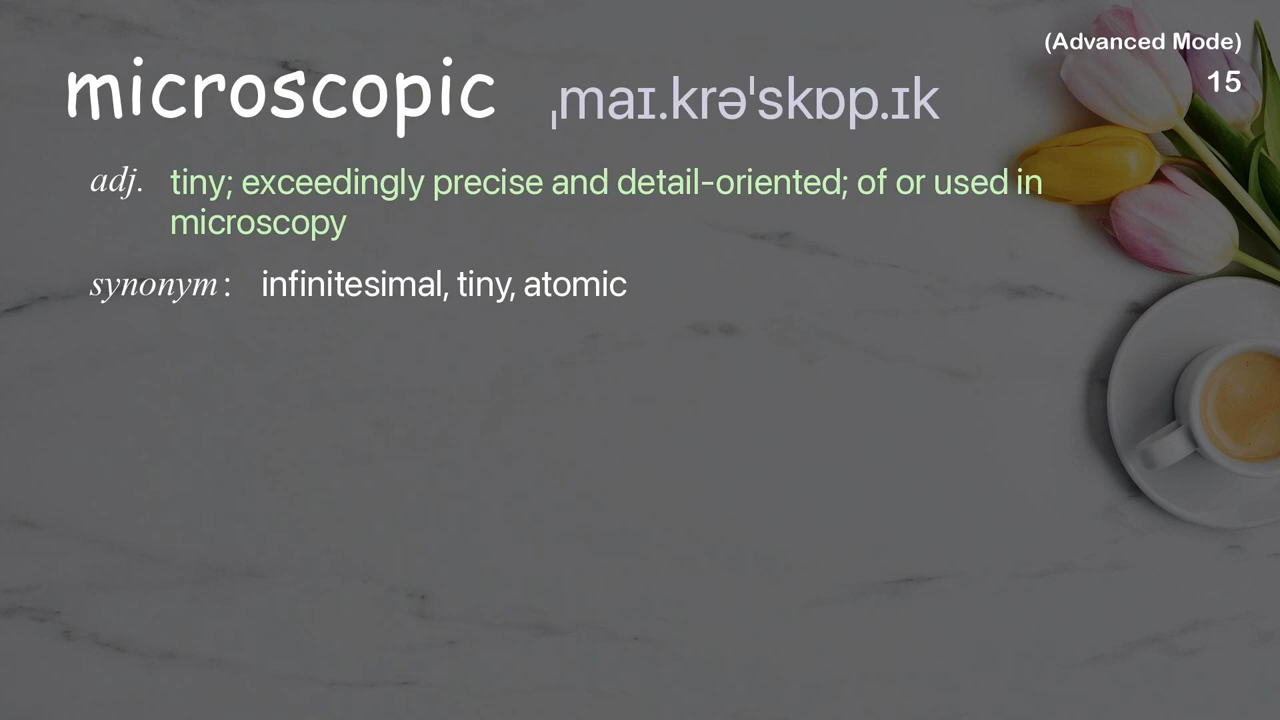 (Advanced Mode)
15
microscopic ˌmaɪ.krəˈskɒp.ɪk
adj. tiny; exceedingly precise and detail-oriented; of or used in
microscopy
synonym : infinitesimal, tiny, atomic